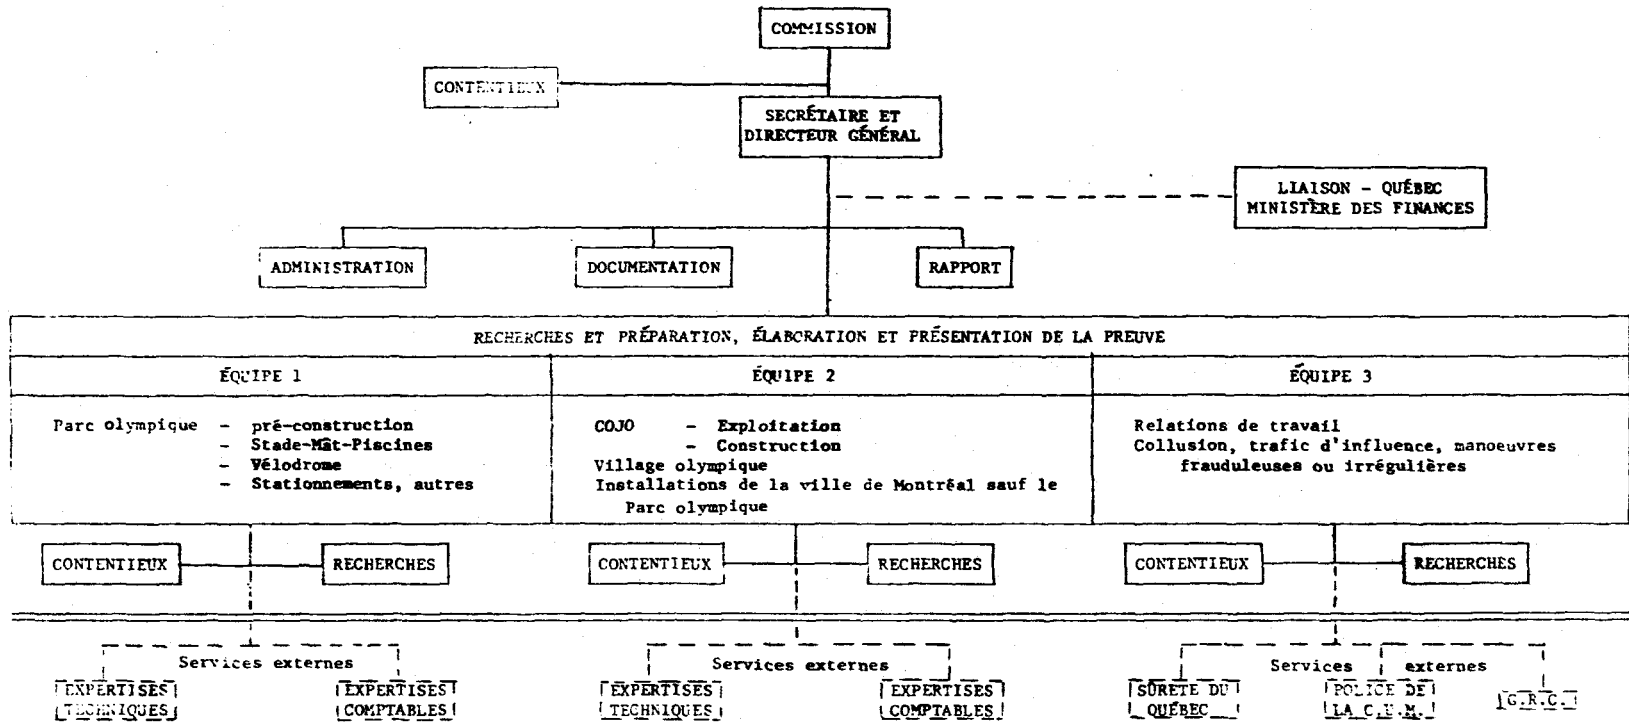 COMMISSION
CONTENTIEUX
SECRÉTAIRE ET
DIRECTEUR GÉNÉRAL
LIAISON - QUÉBEC
MINISTÈRE DES FINANCES
ADMINISTRATION
DOCUMENTATION
RAPPORT
RECHERCHES ET PRÉPARATION, ÉLABORATION ET PRÉSENTATION DE LA PREUVE
ÉQUIPE 1
ÉQUIPE 2
ÉQUIPE 3
Parc olympique - pré-construction
- Stade-Mât-Piscines
- Vélodrome
- Stationnements, autres
COJO - Exploitation
- Construction
Village olympique
Installations de la ville de Montréal sauf le
Parc olympique
Relations de travail
Collusion, trafic d'influence, manoeuvres
frauduleuses ou irrégulières
CONTENTIEUX
RECHERCHES
CONTENTIEUX
RECHERCHES
CONTENTIEUX
RECHERCHES
Services externes
EXPERTISES
TECHNIQUES
EXPERTISES
COMPTABLES
Services externes
EXPERTISES
TECHNIQUES
EXPERTISES
COMPTABLES
Services externes
SÛRETÉ DU
QUÉBEC
POLICE DE
LA C.U.M.
G.R.C.